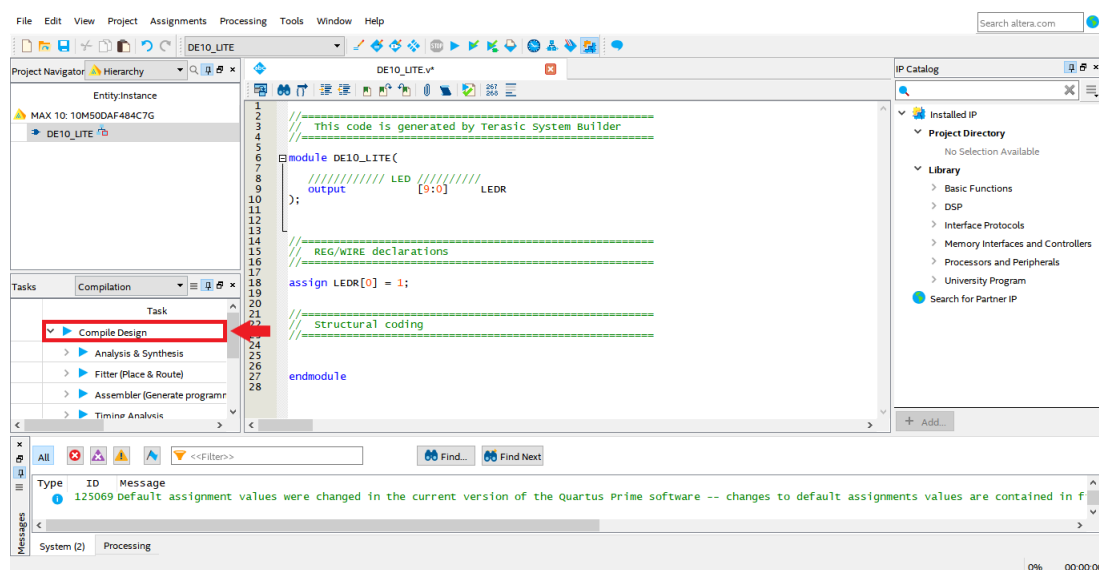 File Edit View Project Assignments Processing Tools Window Help
Search altera.com
DE10_LITE
Project Navigator Hierarchy
Entity:Instance
MAX 10: 10M50DAF484C7G
DE10_LITE
Tasks Compilation
Task
Compile Design
Analysis & Synthesis
Fitter (Place & Route)
Assembler (Generate programr
Timing Analysis
DE10_LITE.v*
267
268
1
2 //=======================================================
3 // This code is generated by Terasic System Builder
4 //=======================================================
5
6 module DE10_LITE(
7
8 //////////// LED //////////
9 output [9:0] LEDR
10 );
11
12
13
14 //=======================================================
15 // REG/WIRE declarations
16 //=======================================================
17
18 assign LEDR[0] = 1;
19
20
21 //=======================================================
22 // Structural coding
23 //=======================================================
24
25
26
27 endmodule
28
IP Catalog
Installed IP
Project Directory
No Selection Available
Library
Basic Functions
DSP
Interface Protocols
Memory Interfaces and Controllers
Processors and Peripherals
University Program
Search for Partner IP
+ Add...
All <<Filter>> Find... Find Next
Type ID Message
125069 Default assignment values were changed in the current version of the Quartus Prime software -- changes to default assignments values are contained in f
Messages
System (2) Processing
0% 00:00:00